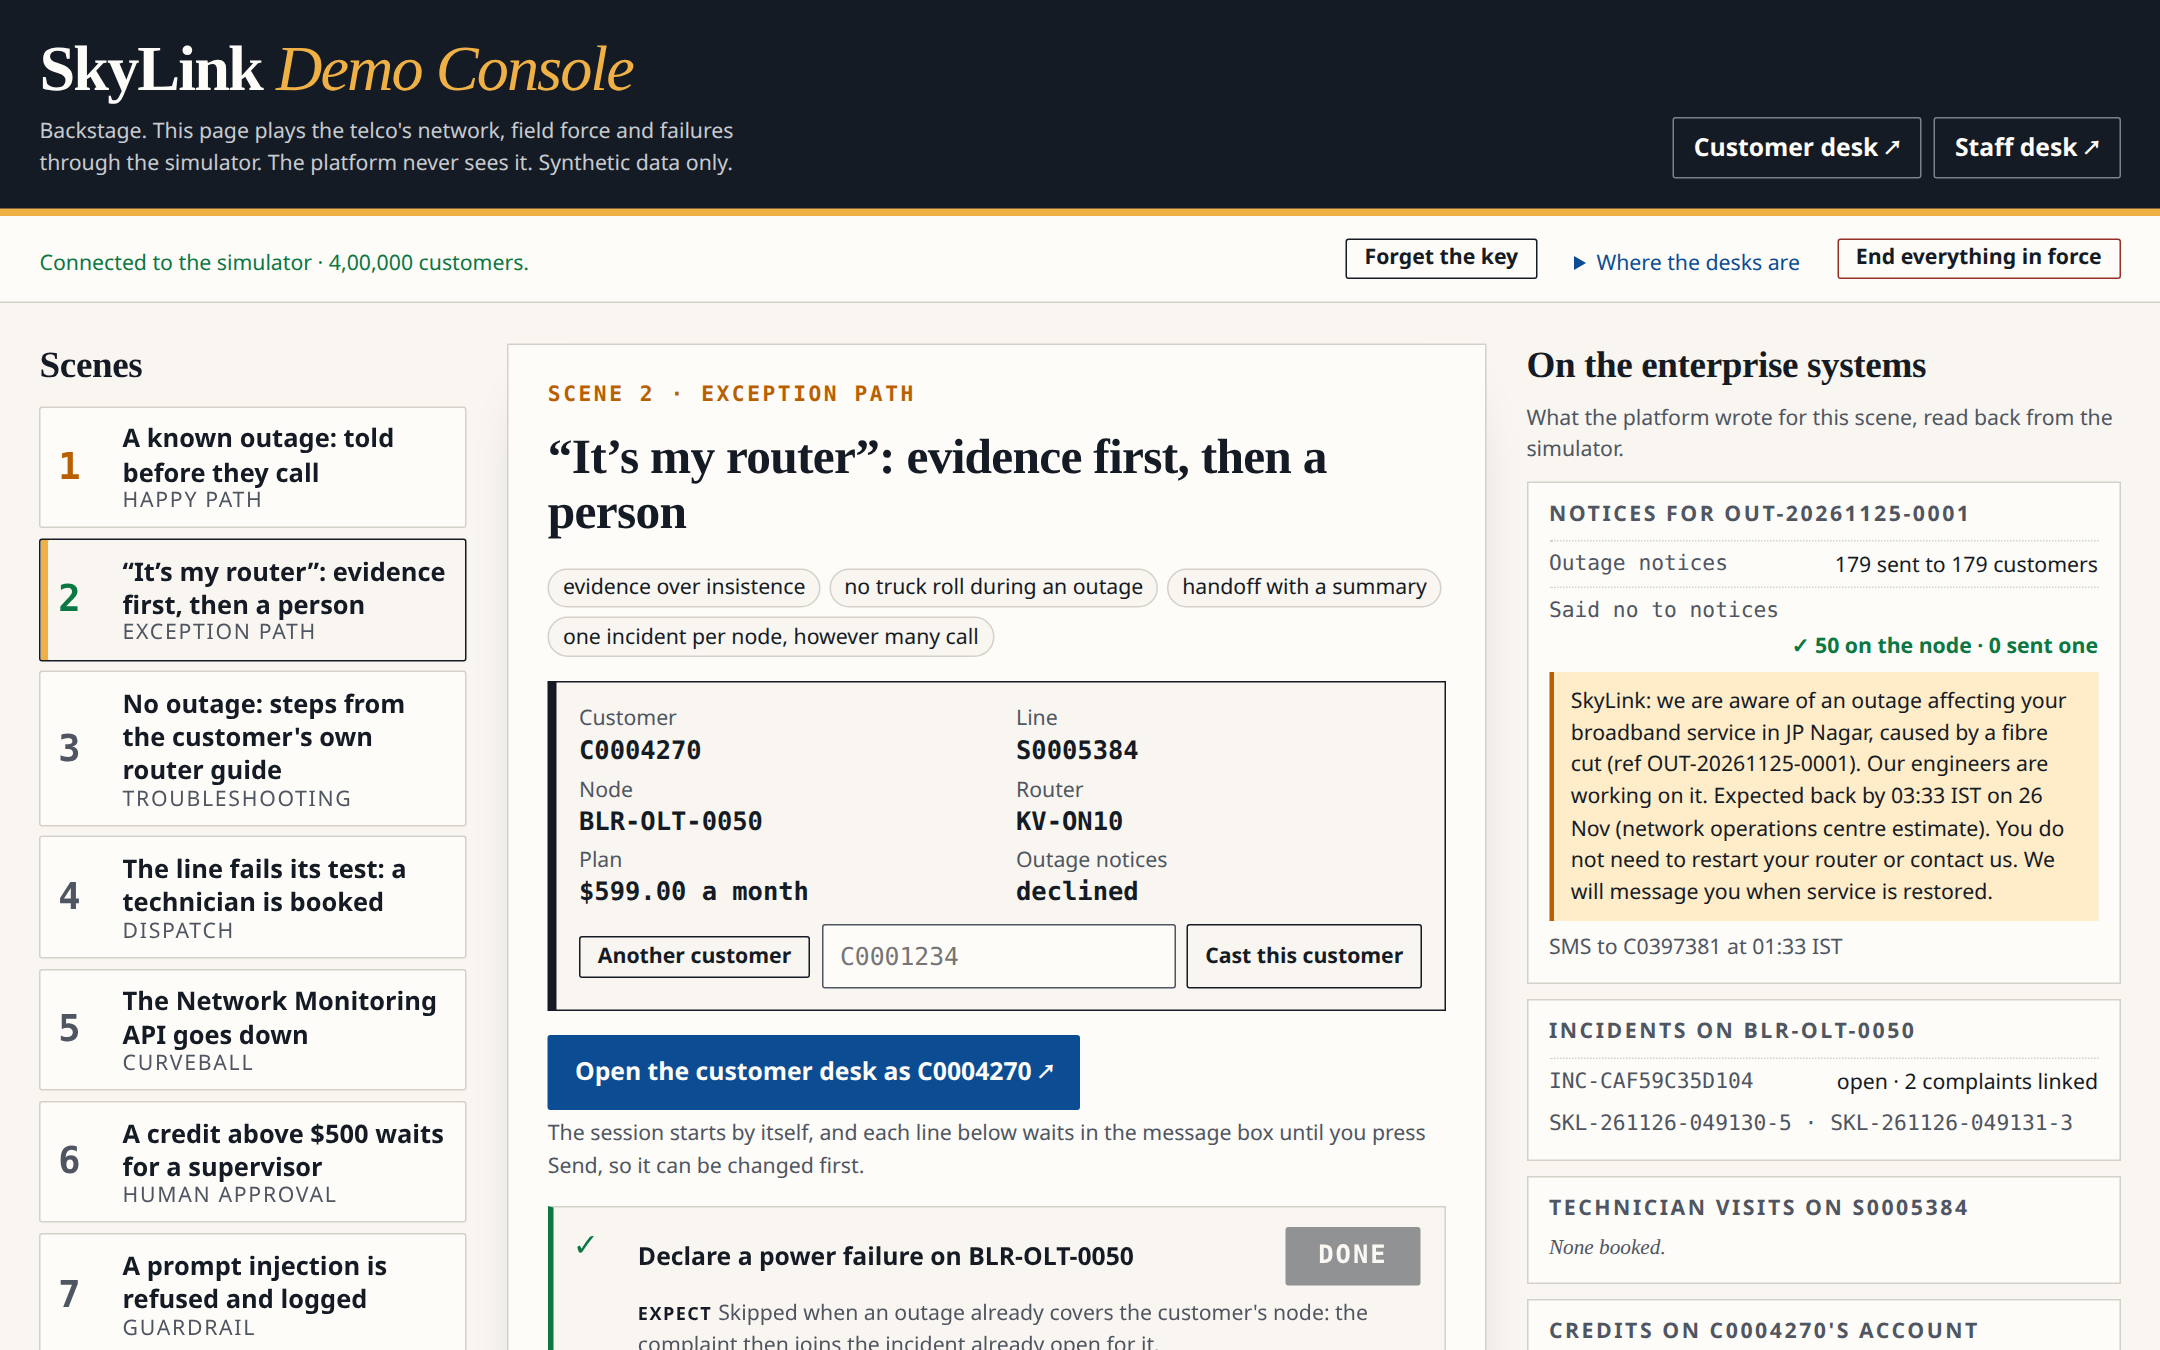 SkyLink Demo Console
Backstage. This page plays the telco's network, field force and failures
through the simulator. The platform never sees it. Synthetic data only.
Customer desk ↗
Staff desk ↗
Connected to the simulator · 4,00,000 customers.
Forget the key
▶ Where the desks are
End everything in force
Scenes
1
A known outage: told
before they call
HAPPY PATH
2
“It’s my router”: evidence
first, then a person
EXCEPTION PATH
3
No outage: steps from
the customer's own
router guide
TROUBLESHOOTING
4
The line fails its test: a
technician is booked
DISPATCH
5
The Network Monitoring
API goes down
CURVEBALL
6
A credit above $500 waits
for a supervisor
HUMAN APPROVAL
7
A prompt injection is
refused and logged
GUARDRAIL
SCENE 2 · EXCEPTION PATH
“It’s my router”: evidence first, then a
person
evidence over insistence
no truck roll during an outage
handoff with a summary
one incident per node, however many call
Customer
C0004270
Line
S0005384
Node
BLR-OLT-0050
Router
KV-ON10
Plan
$599.00 a month
Outage notices
declined
Another customer
C0001234
Cast this customer
Open the customer desk as C0004270 ↗
The session starts by itself, and each line below waits in the message box until you press
Send, so it can be changed first.
✓
Declare a power failure on BLR-OLT-0050
DONE
EXPECT Skipped when an outage already covers the customer's node: the
complaint then joins the incident already open for it.
On the enterprise systems
What the platform wrote for this scene, read back from the
simulator.
NOTICES FOR OUT-20261125-0001
Outage notices
179 sent to 179 customers
Said no to notices
✓ 50 on the node · 0 sent one
SkyLink: we are aware of an outage affecting your
broadband service in JP Nagar, caused by a fibre
cut (ref OUT-20261125-0001). Our engineers are
working on it. Expected back by 03:33 IST on 26
Nov (network operations centre estimate). You do
not need to restart your router or contact us. We
will message you when service is restored.
SMS to C0397381 at 01:33 IST
INCIDENTS ON BLR-OLT-0050
INC-CAF59C35D104
open · 2 complaints linked
SKL-261126-049130-5 · SKL-261126-049131-3
TECHNICIAN VISITS ON S0005384
None booked.
CREDITS ON C0004270'S ACCOUNT